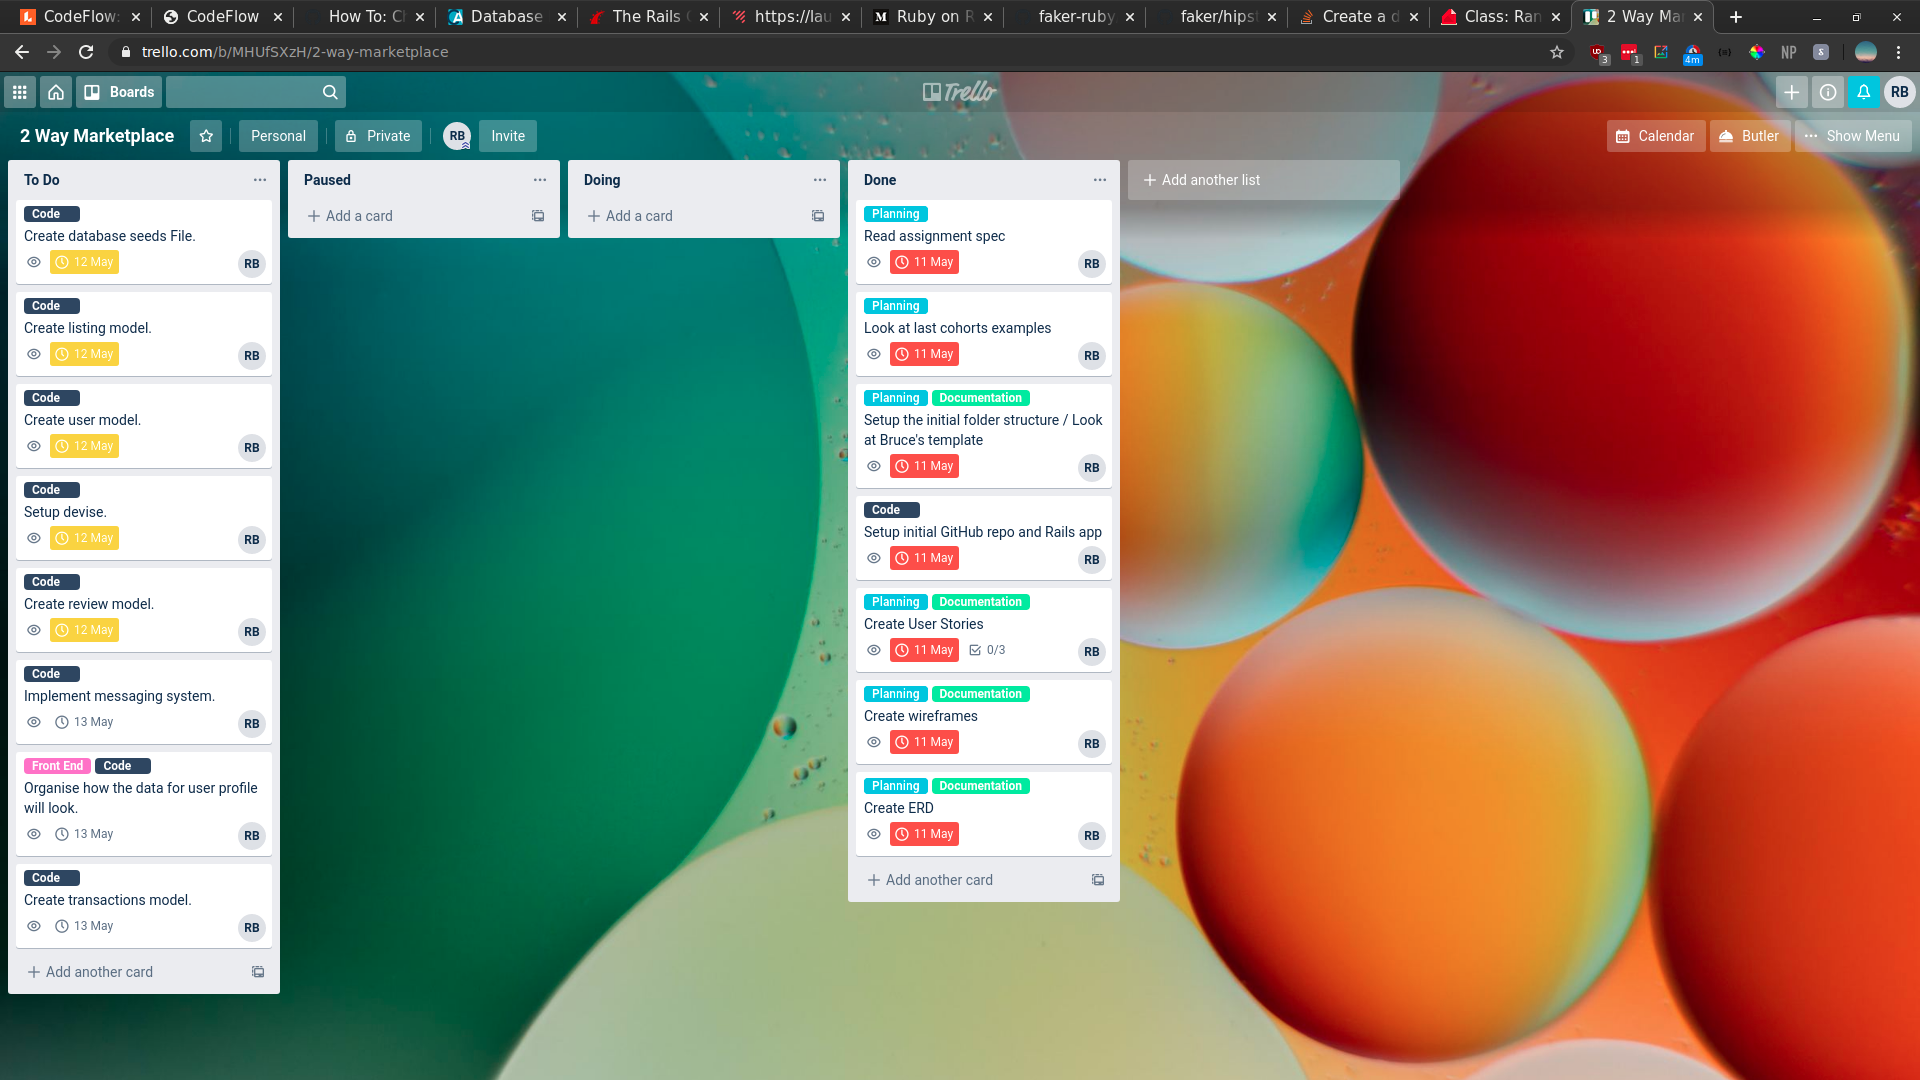 CodeFlow:
CodeFlow
How To: C
Database
The Rails
https://lau
Ruby on R
faker-ruby
faker/hips
Create a d
Class: Ran
2 Way Mar
trello.com/b/MHUfSXzH/2-way-marketplace
3
1
4m
NP
Boards
Trello
RB
2 Way Marketplace
Personal
Private
RB
Invite
Calendar
Butler
Show Menu
To Do
Code
Create database seeds File.
12 May
RB
Code
Create listing model.
12 May
RB
Code
Create user model.
12 May
RB
Code
Setup devise.
12 May
RB
Code
Create review model.
12 May
RB
Code
Implement messaging system.
13 May
RB
Front End Code
Organise how the data for user profile
will look.
13 May
RB
Code
Create transactions model.
13 May
RB
Add another card
Paused
Add a card
Doing
Add a card
Done
Planning
Read assignment spec
11 May
RB
Planning
Look at last cohorts examples
11 May
RB
Planning Documentation
Setup the initial folder structure / Look
at Bruce's template
11 May
RB
Code
Setup initial GitHub repo and Rails app
11 May
RB
Planning Documentation
Create User Stories
11 May 0/3
RB
Planning Documentation
Create wireframes
11 May
RB
Planning Documentation
Create ERD
11 May
RB
Add another card
Add another list